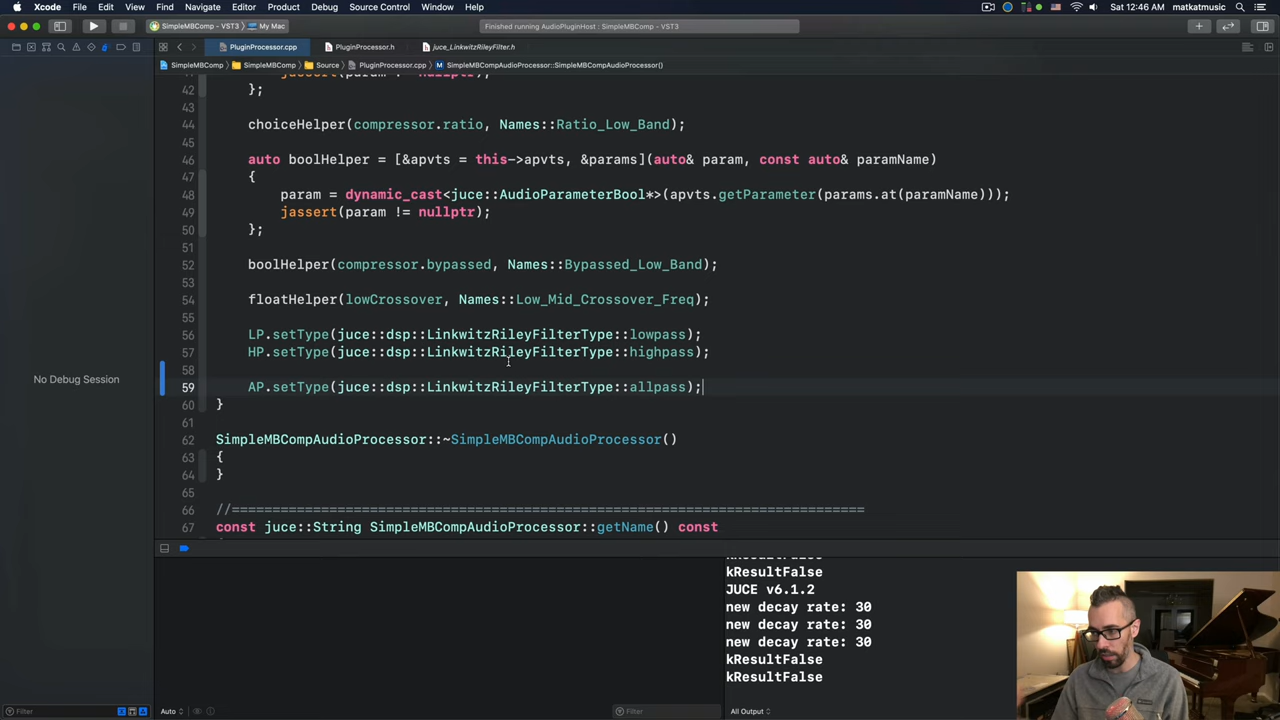 Xcode File Edit View Find Navigate Editor Product Debug Source Control Window Help Sat 12:46 AM matkatmusic
SimpleMBComp - VST3 My Mac Finished running AudioPluginHost : SimpleMBComp - VST3
PluginProcessor.cpp PluginProcessor.h juce_LinkwitzRileyFilter.h
SimpleMBComp SimpleMBComp Source PluginProcessor.cpp M SimpleMBCompAudioProcessor::SimpleMBCompAudioProcessor()
42 };
43
44 choiceHelper(compressor.ratio, Names::Ratio_Low_Band);
45
46 auto boolHelper = [&apvts = this->apvts, &params](auto& param, const auto& paramName)
47 {
48 param = dynamic_cast<juce::AudioParameterBool*>(apvts.getParameter(params.at(paramName)));
49 jassert(param != nullptr);
50 };
51
52 boolHelper(compressor.bypassed, Names::Bypassed_Low_Band);
53
54 floatHelper(lowCrossover, Names::Low_Mid_Crossover_Freq);
55
56 LP.setType(juce::dsp::LinkwitzRileyFilterType::lowpass);
57 HP.setType(juce::dsp::LinkwitzRileyFilterType::highpass);
58
59 AP.setType(juce::dsp::LinkwitzRileyFilterType::allpass);
60 }
61
62 SimpleMBCompAudioProcessor::~SimpleMBCompAudioProcessor()
63 {
64 }
65
66 //==============================================================================
67 const juce::String SimpleMBCompAudioProcessor::getName() const
No Debug Session
kResultFalse
kResultFalse
JUCE v6.1.2
new decay rate: 30
new decay rate: 30
new decay rate: 30
kResultFalse
kResultFalse
Filter Auto Filter All Output